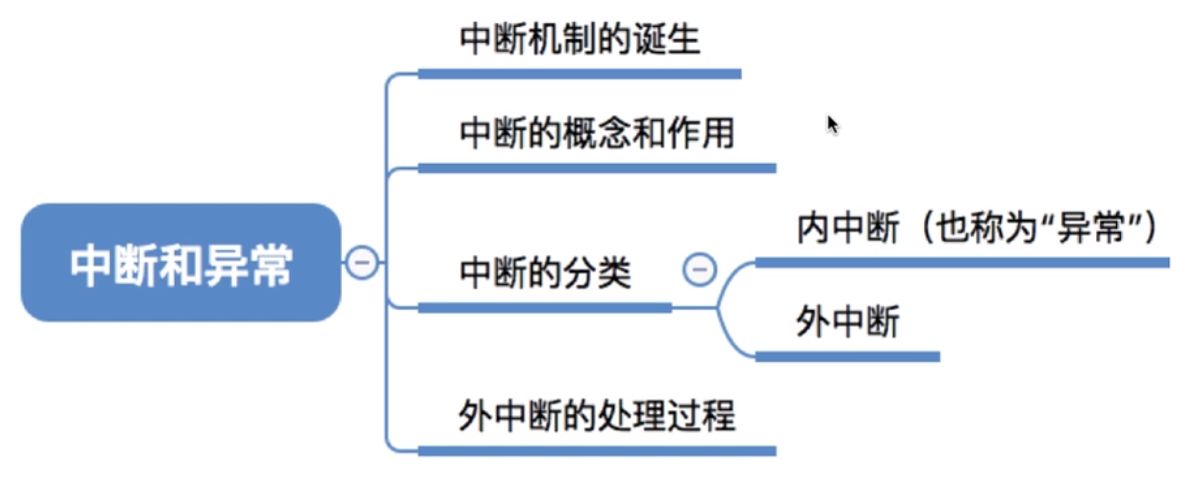 中断和异常
中断机制的诞生
中断的概念和作用
中断的分类
内中断（也称为“异常”）
外中断
外中断的处理过程